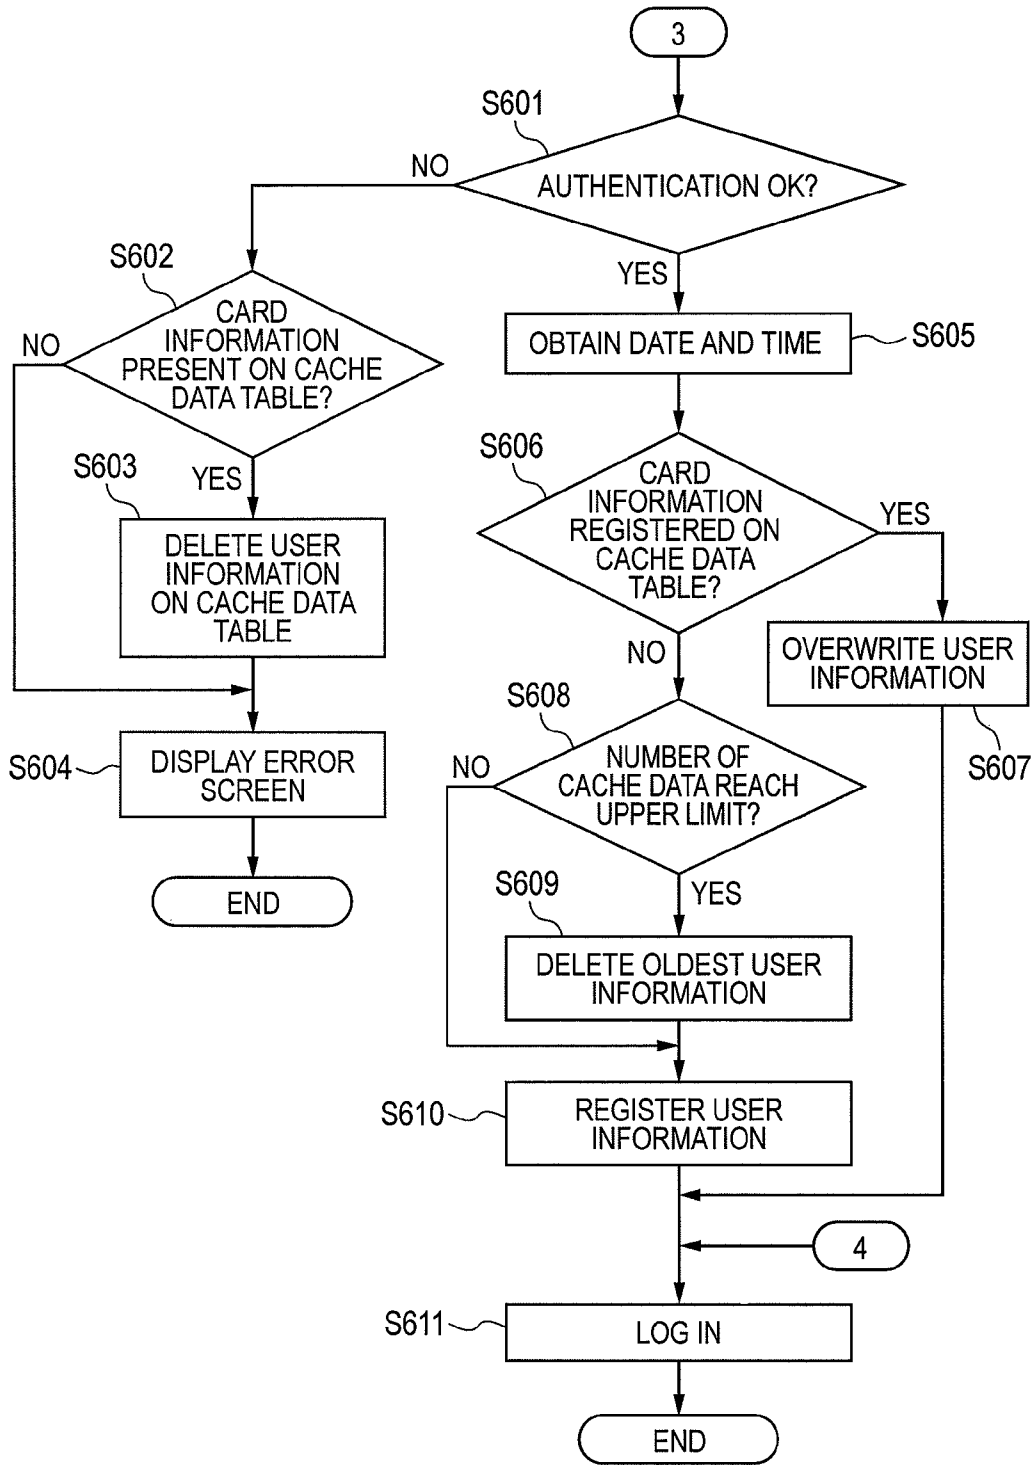 3
S601
AUTHENTICATION OK?
NO
YES
S602
CARD
INFORMATION
PRESENT ON CACHE
DATA TABLE?
NO
YES
S605
OBTAIN DATE AND TIME
S603
DELETE USER
INFORMATION
ON CACHE DATA
TABLE
S606
CARD
INFORMATION
REGISTERED ON
CACHE DATA
TABLE?
YES
NO
OVERWRITE USER
INFORMATION
S607
S604
DISPLAY ERROR
SCREEN
END
S608
NUMBER OF
CACHE DATA REACH
UPPER LIMIT?
NO
YES
S609
DELETE OLDEST USER
INFORMATION
S610
REGISTER USER
INFORMATION
4
S611
LOG IN
END